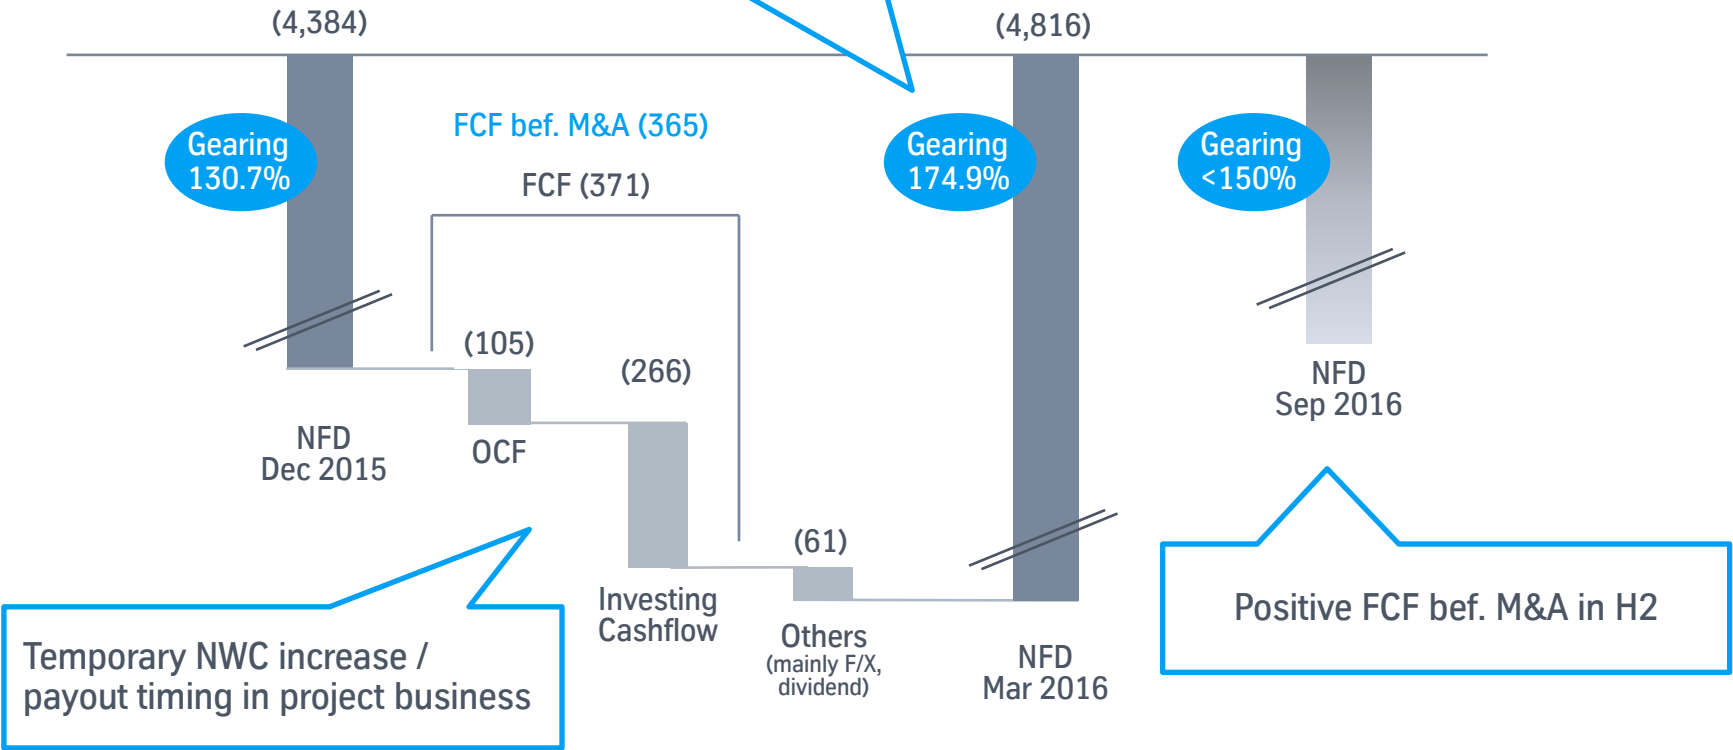 (4,384)
(4,816)
Gearing
130.7%
FCF bef. M&A (365)
FCF (371)
Gearing
174.9%
Gearing
<150%
(105)
(266)
(61)
NFD
Dec 2015
OCF
Investing
Cashflow
Others
(mainly F/X,
dividend)
NFD
Mar 2016
NFD
Sep 2016
Temporary NWC increase /
payout timing in project business
Positive FCF bef. M&A in H2